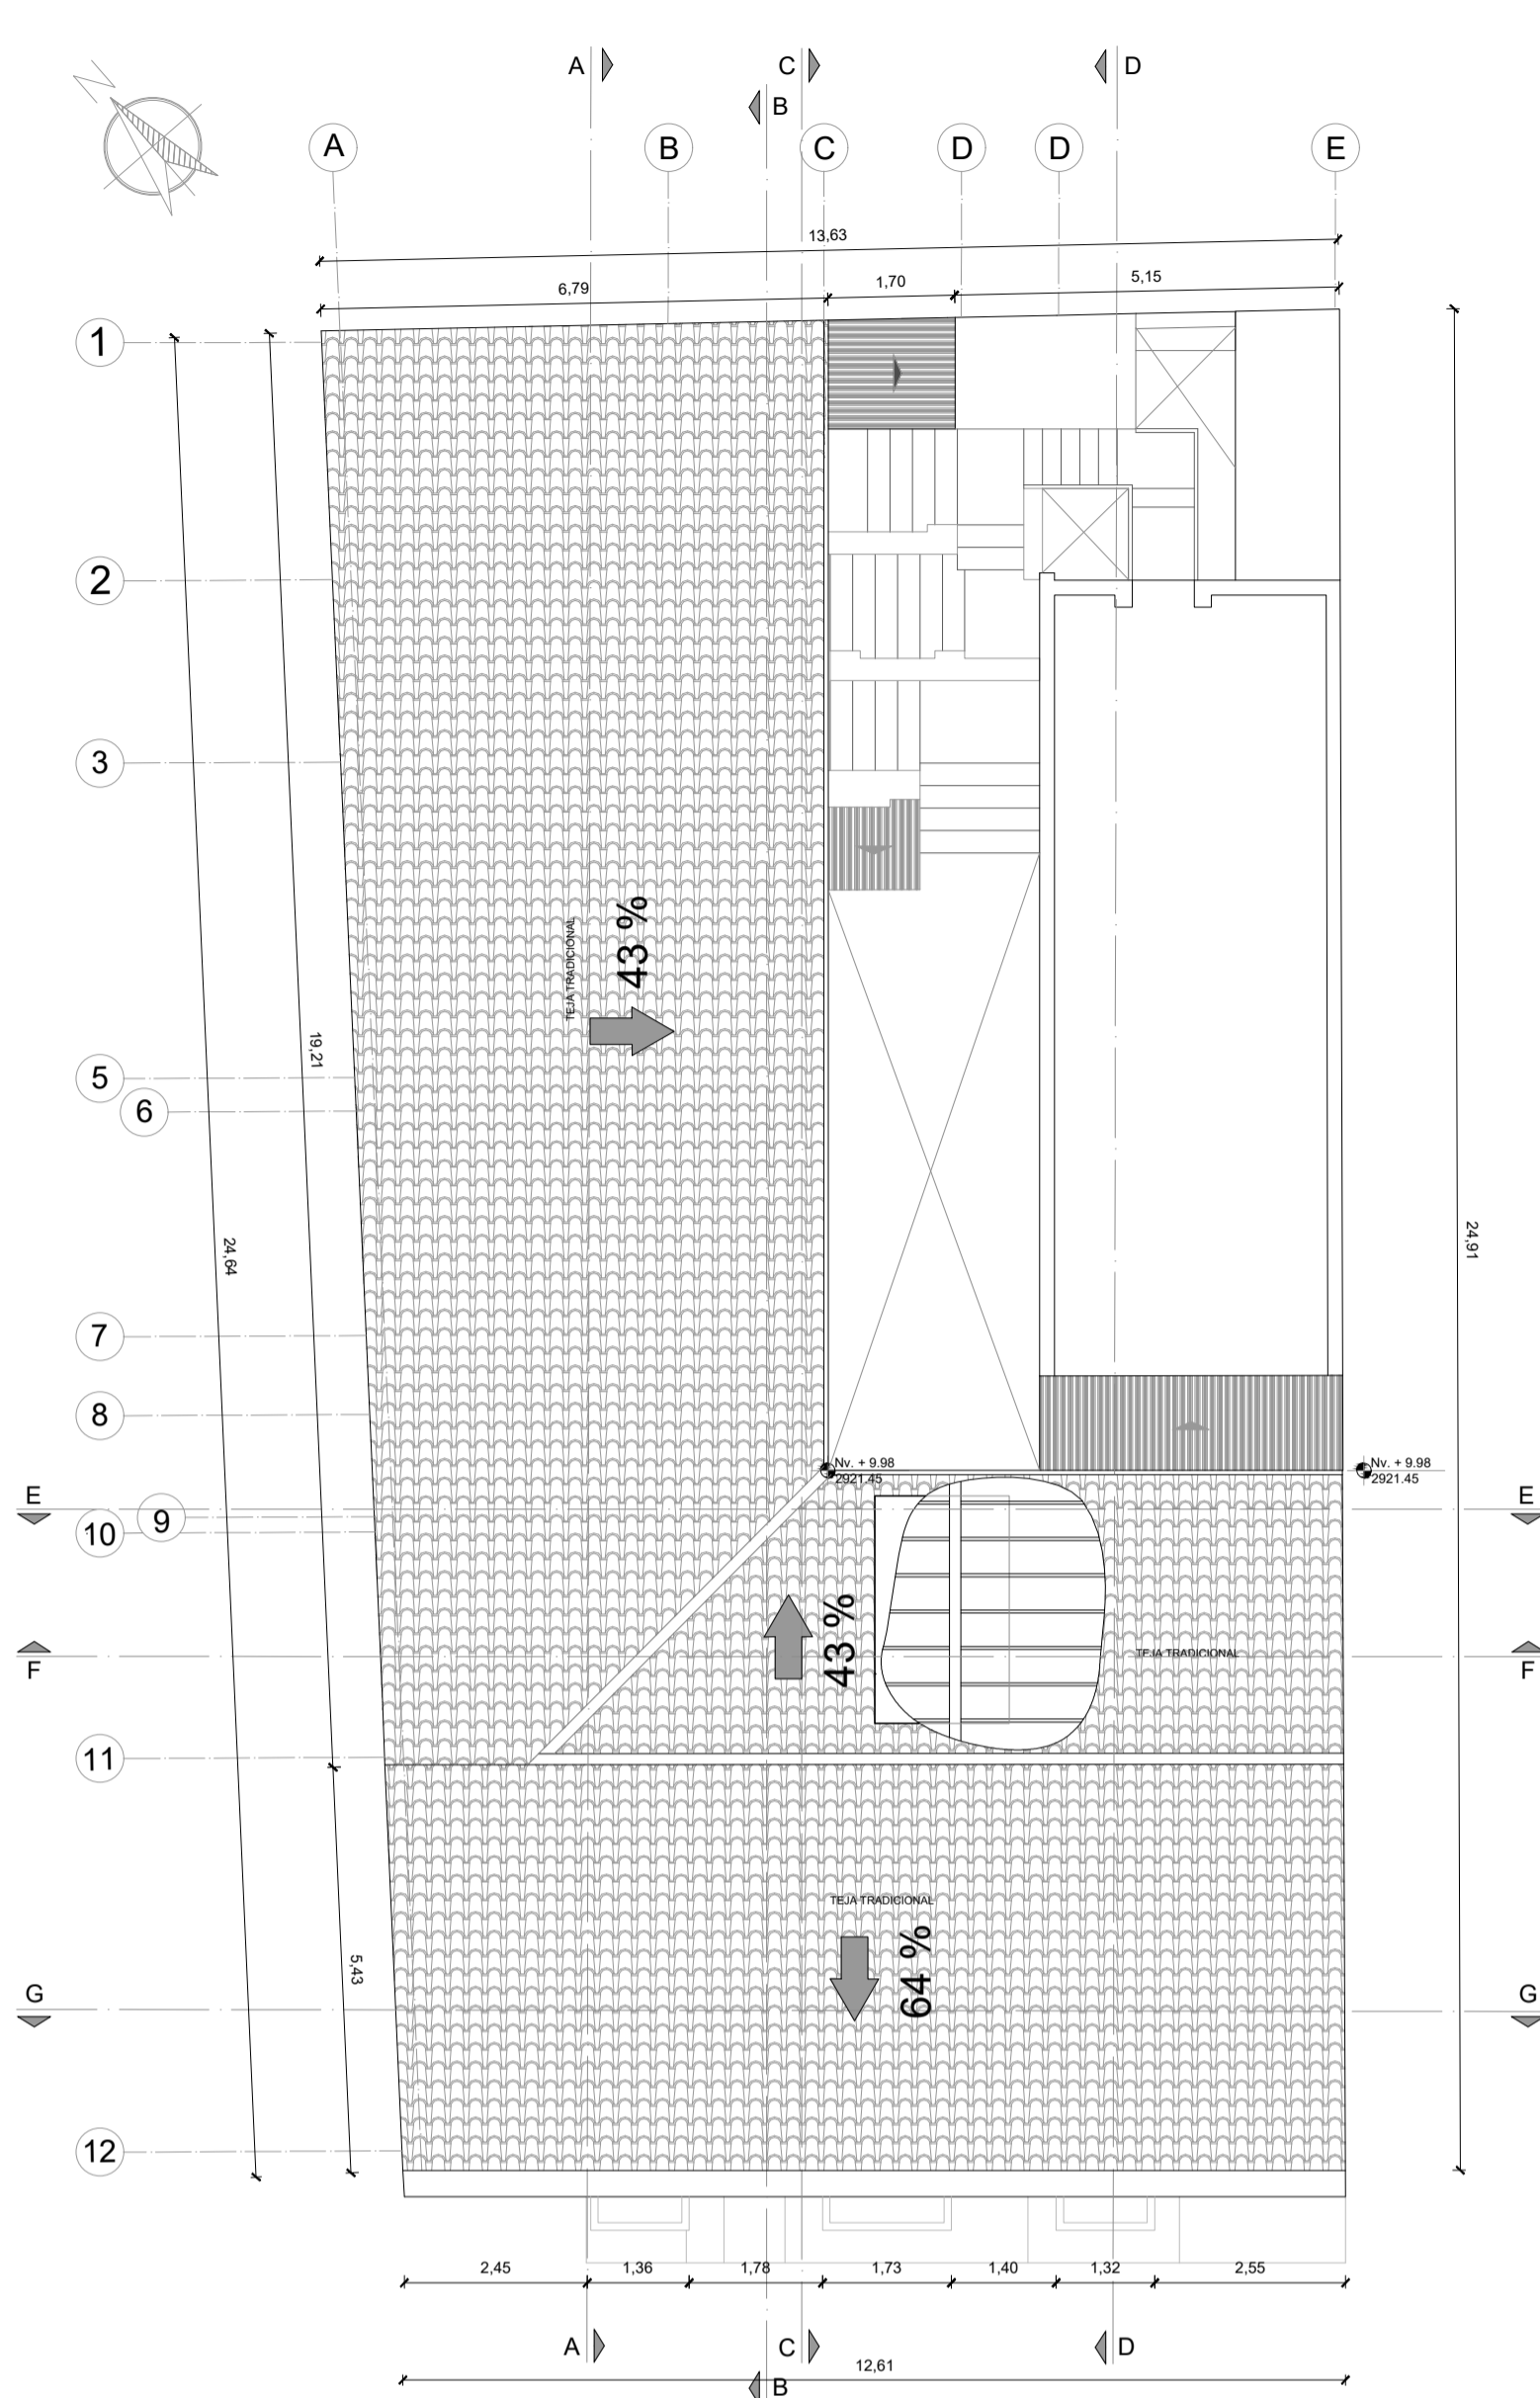 A
C
D
B
A
B
C
D
D
E
13,63
6,79
1,70
5,15
1
2
3
TEJA TRADICIONAL
43 %
19,21
5
6
24,64
24,91
7
8
Nv. + 9.98
2921.45
Nv. + 9.98
2921.45
E
E
9
10
43 %
TEJA TRADICIONAL
F
F
11
TEJA TRADICIONAL
64 %
5,43
G
G
12
2,45
1,36
1,78
1,73
1,40
1,32
2,55
A
C
D
12,61
B